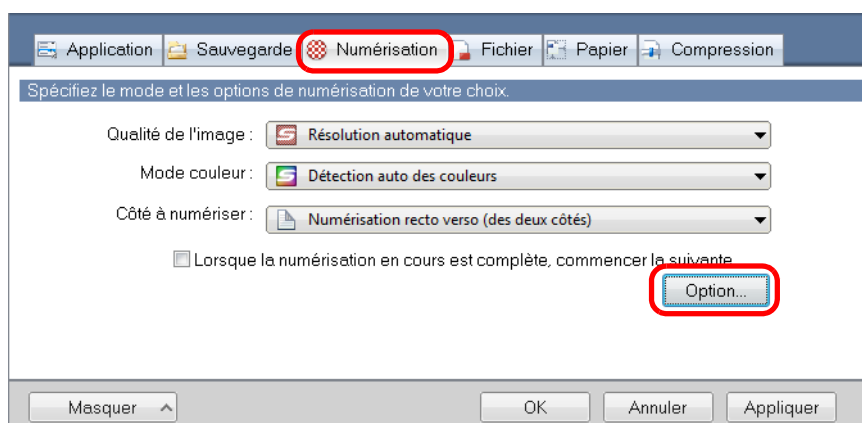 Application Sauvegarde Numérisation Fichier Papier Compression
Spécifiez le mode et les options de numérisation de votre choix.
Qualité de l'image : Résolution automatique
Mode couleur : Détection auto des couleurs
Côté à numériser : Numérisation recto verso (des deux côtés)
Lorsque la numérisation en cours est complète, commencer la suivante
Option...
Masquer OK Annuler Appliquer